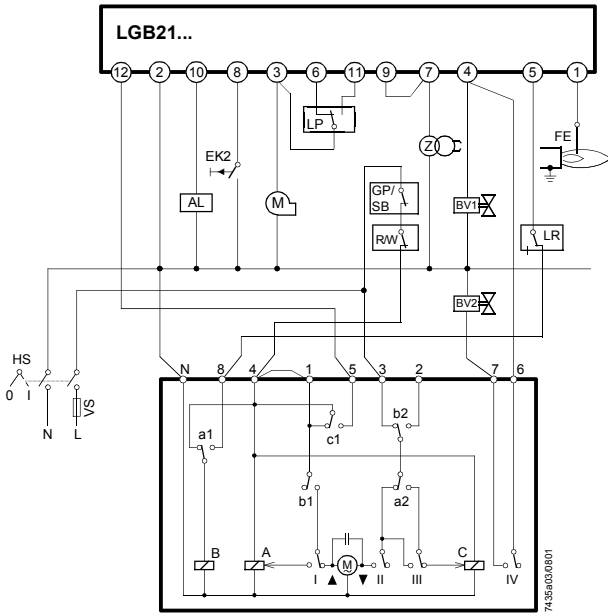 LGB21...
12 2 10 8 3 6 11 9 7 4 5 1
LP
FE
EK2
Z
GP/
SB
AL
M
BV1
R/W
LR
BV2
HS
0 I
VS
N L
N 8 4 1 5 3 2 7 6
b2
a1
c1
b1
a2
B A C
I M II III IV
7435a03/0801